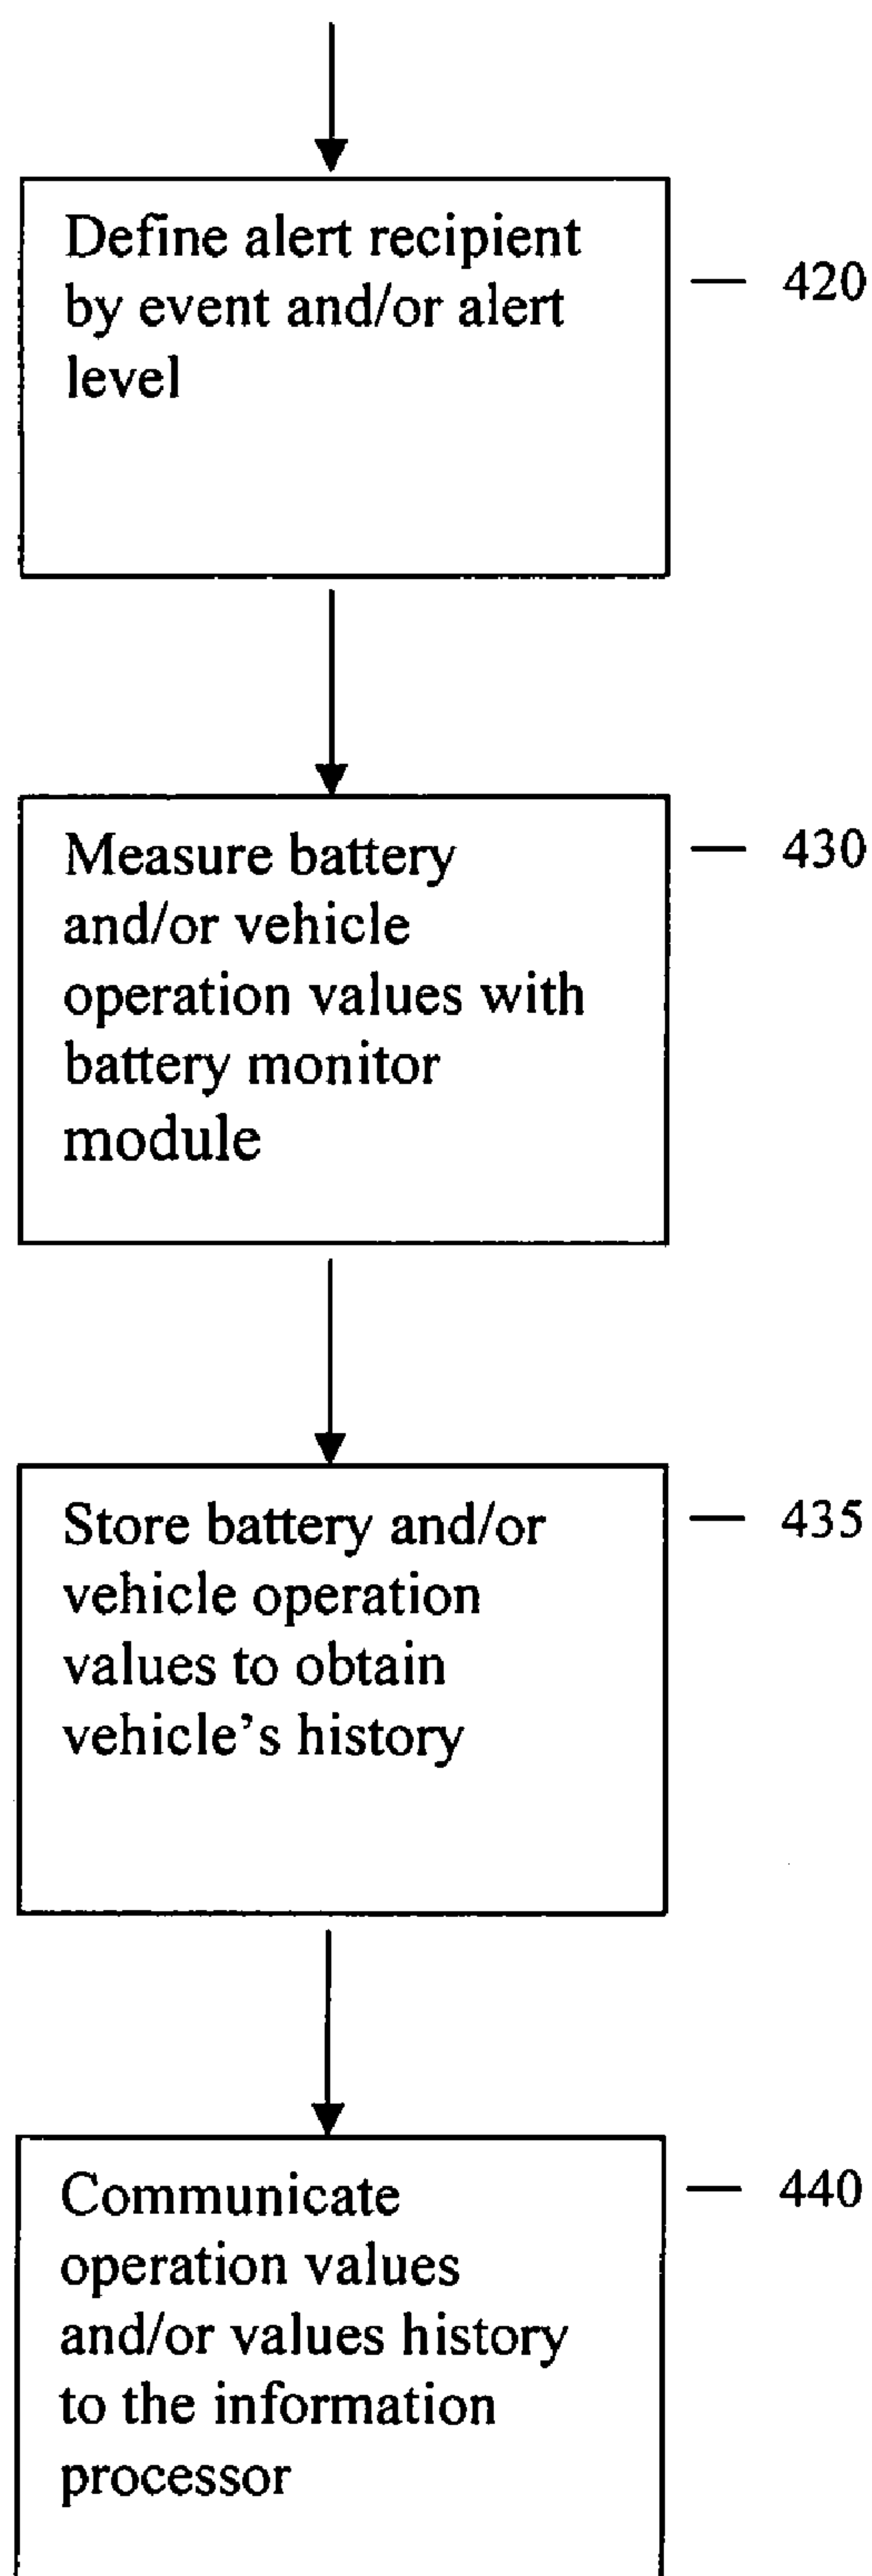 Define alert recipient
by event and/or alert
level
420
Measure battery
and/or vehicle
operation values with
battery monitor
module
430
Store battery and/or
vehicle operation
values to obtain
vehicle’s history
435
Communicate
operation values
and/or values history
to the information
processor
440